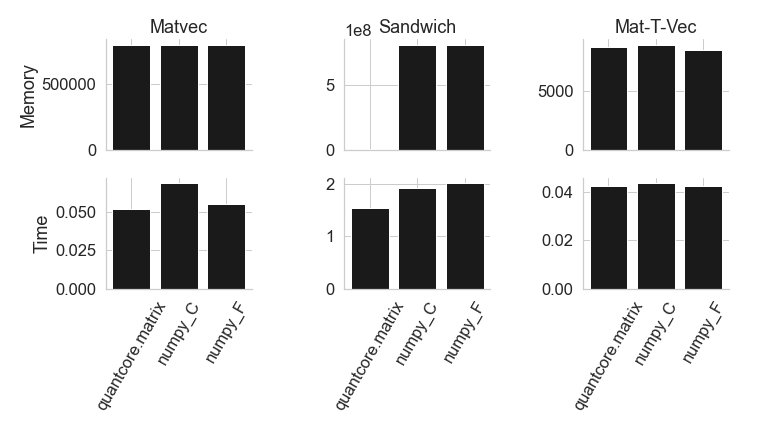 Matvec
Sandwich
Mat-T-Vec
Memory
500000
0
1e8
5
0
5000
0
Time
0.050
0.025
0.000
2
1
0
0.04
0.02
0.00
quantcore.matrix
numpy_C
numpy_F
quantcore.matrix
numpy_C
numpy_F
quantcore.matrix
numpy_C
numpy_F